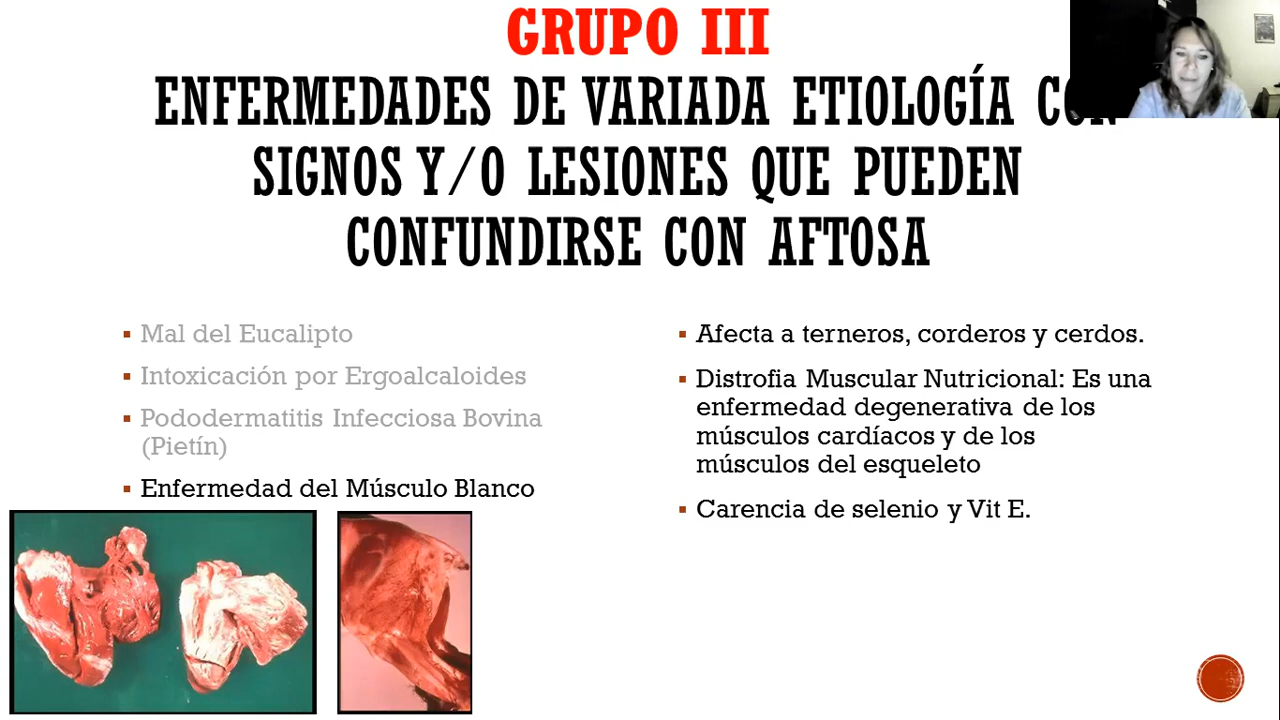 GRUPO III
ENFERMEDADES DE VARIADA ETIOLOGÍA CON
SIGNOS Y/O LESIONES QUE PUEDEN
CONFUNDIRSE CON AFTOSA
Mal del Eucalipto
Intoxicación por Ergoalcaloides
Pododermatitis Infecciosa Bovina
(Pietín)
Enfermedad del Músculo Blanco
Afecta a terneros, corderos y cerdos.
Distrofia Muscular Nutricional: Es una
enfermedad degenerativa de los
músculos cardíacos y de los
músculos del esqueleto
Carencia de selenio y Vit E.